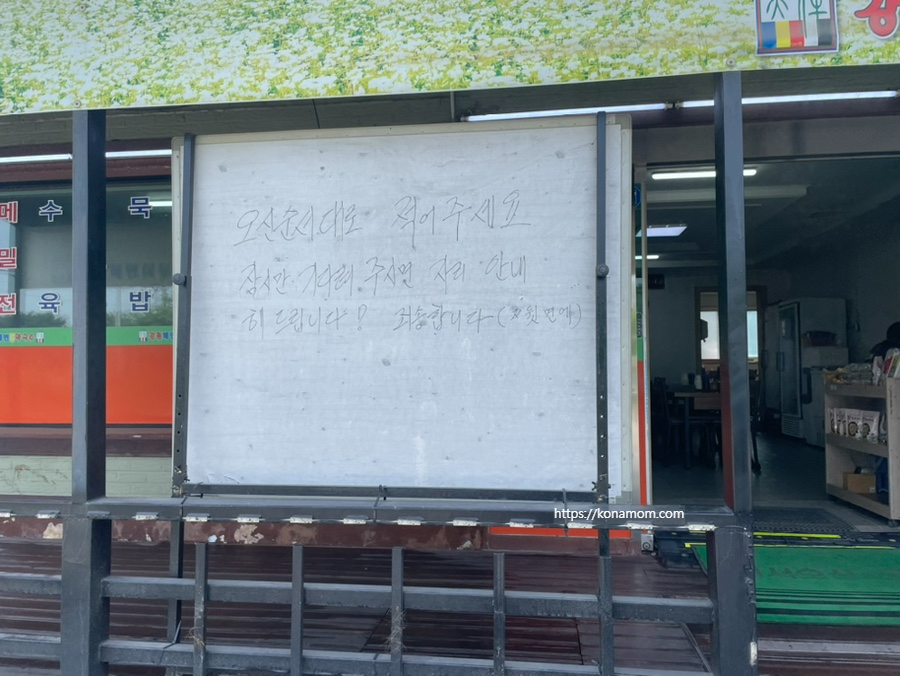 강
메 수 묵
밀
전 육 밥
오신순서대로 적어주세요
잠시만 기다려 주시면 자리 안내
해 드립니다! 죄송합니다
https://konamom.com